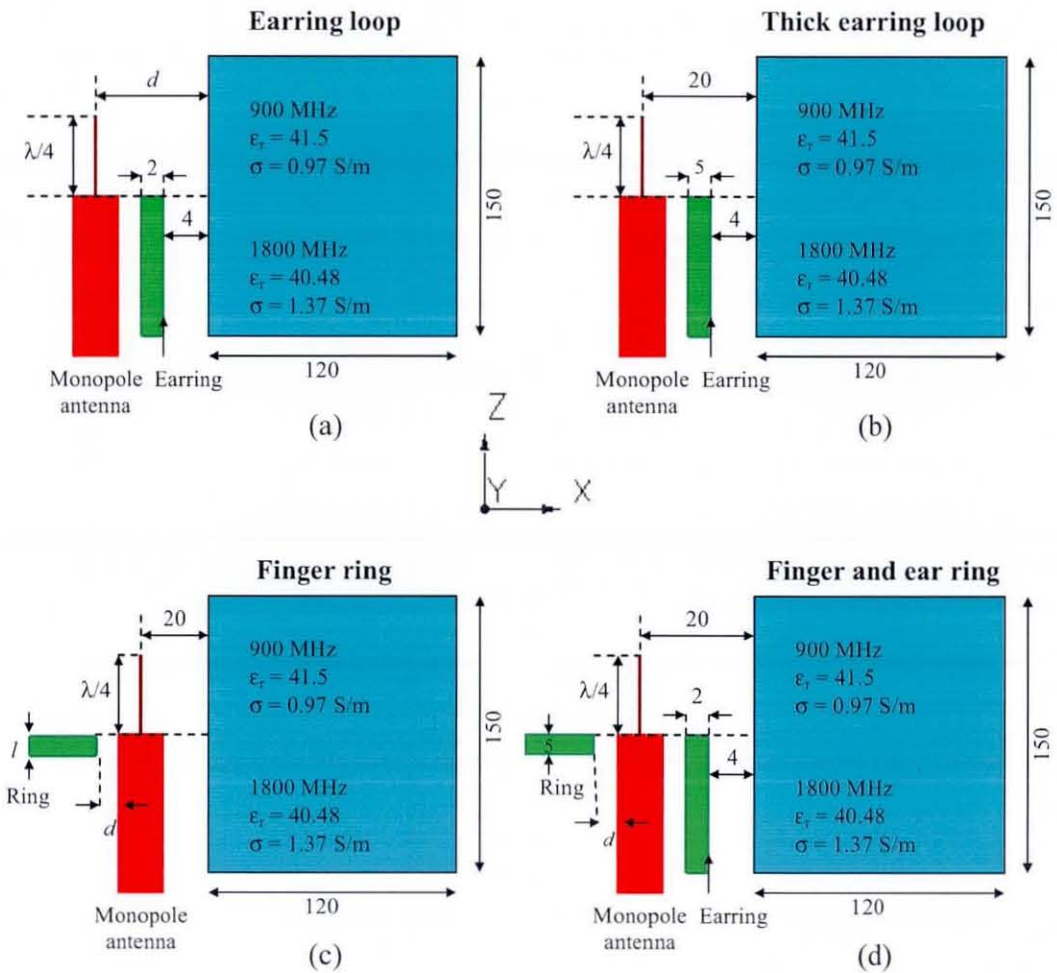 Earring loop
d
λ/4
2
4
900 MHz
εr = 41.5
σ = 0.97 S/m
1800 MHz
εr = 40.48
σ = 1.37 S/m
150
120
Monopole antenna
Earring
(a)
Thick earring loop
20
λ/4
5
4
900 MHz
εr = 41.5
σ = 0.97 S/m
1800 MHz
εr = 40.48
σ = 1.37 S/m
150
120
Monopole antenna
Earring
(b)
Z
Y
X
Finger ring
20
λ/4
l
Ring
d
900 MHz
εr = 41.5
σ = 0.97 S/m
1800 MHz
εr = 40.48
σ = 1.37 S/m
150
120
Monopole antenna
(c)
Finger and ear ring
20
λ/4
2
5
4
Ring
d
900 MHz
εr = 41.5
σ = 0.97 S/m
1800 MHz
εr = 40.48
σ = 1.37 S/m
150
120
Monopole antenna
Earring
(d)